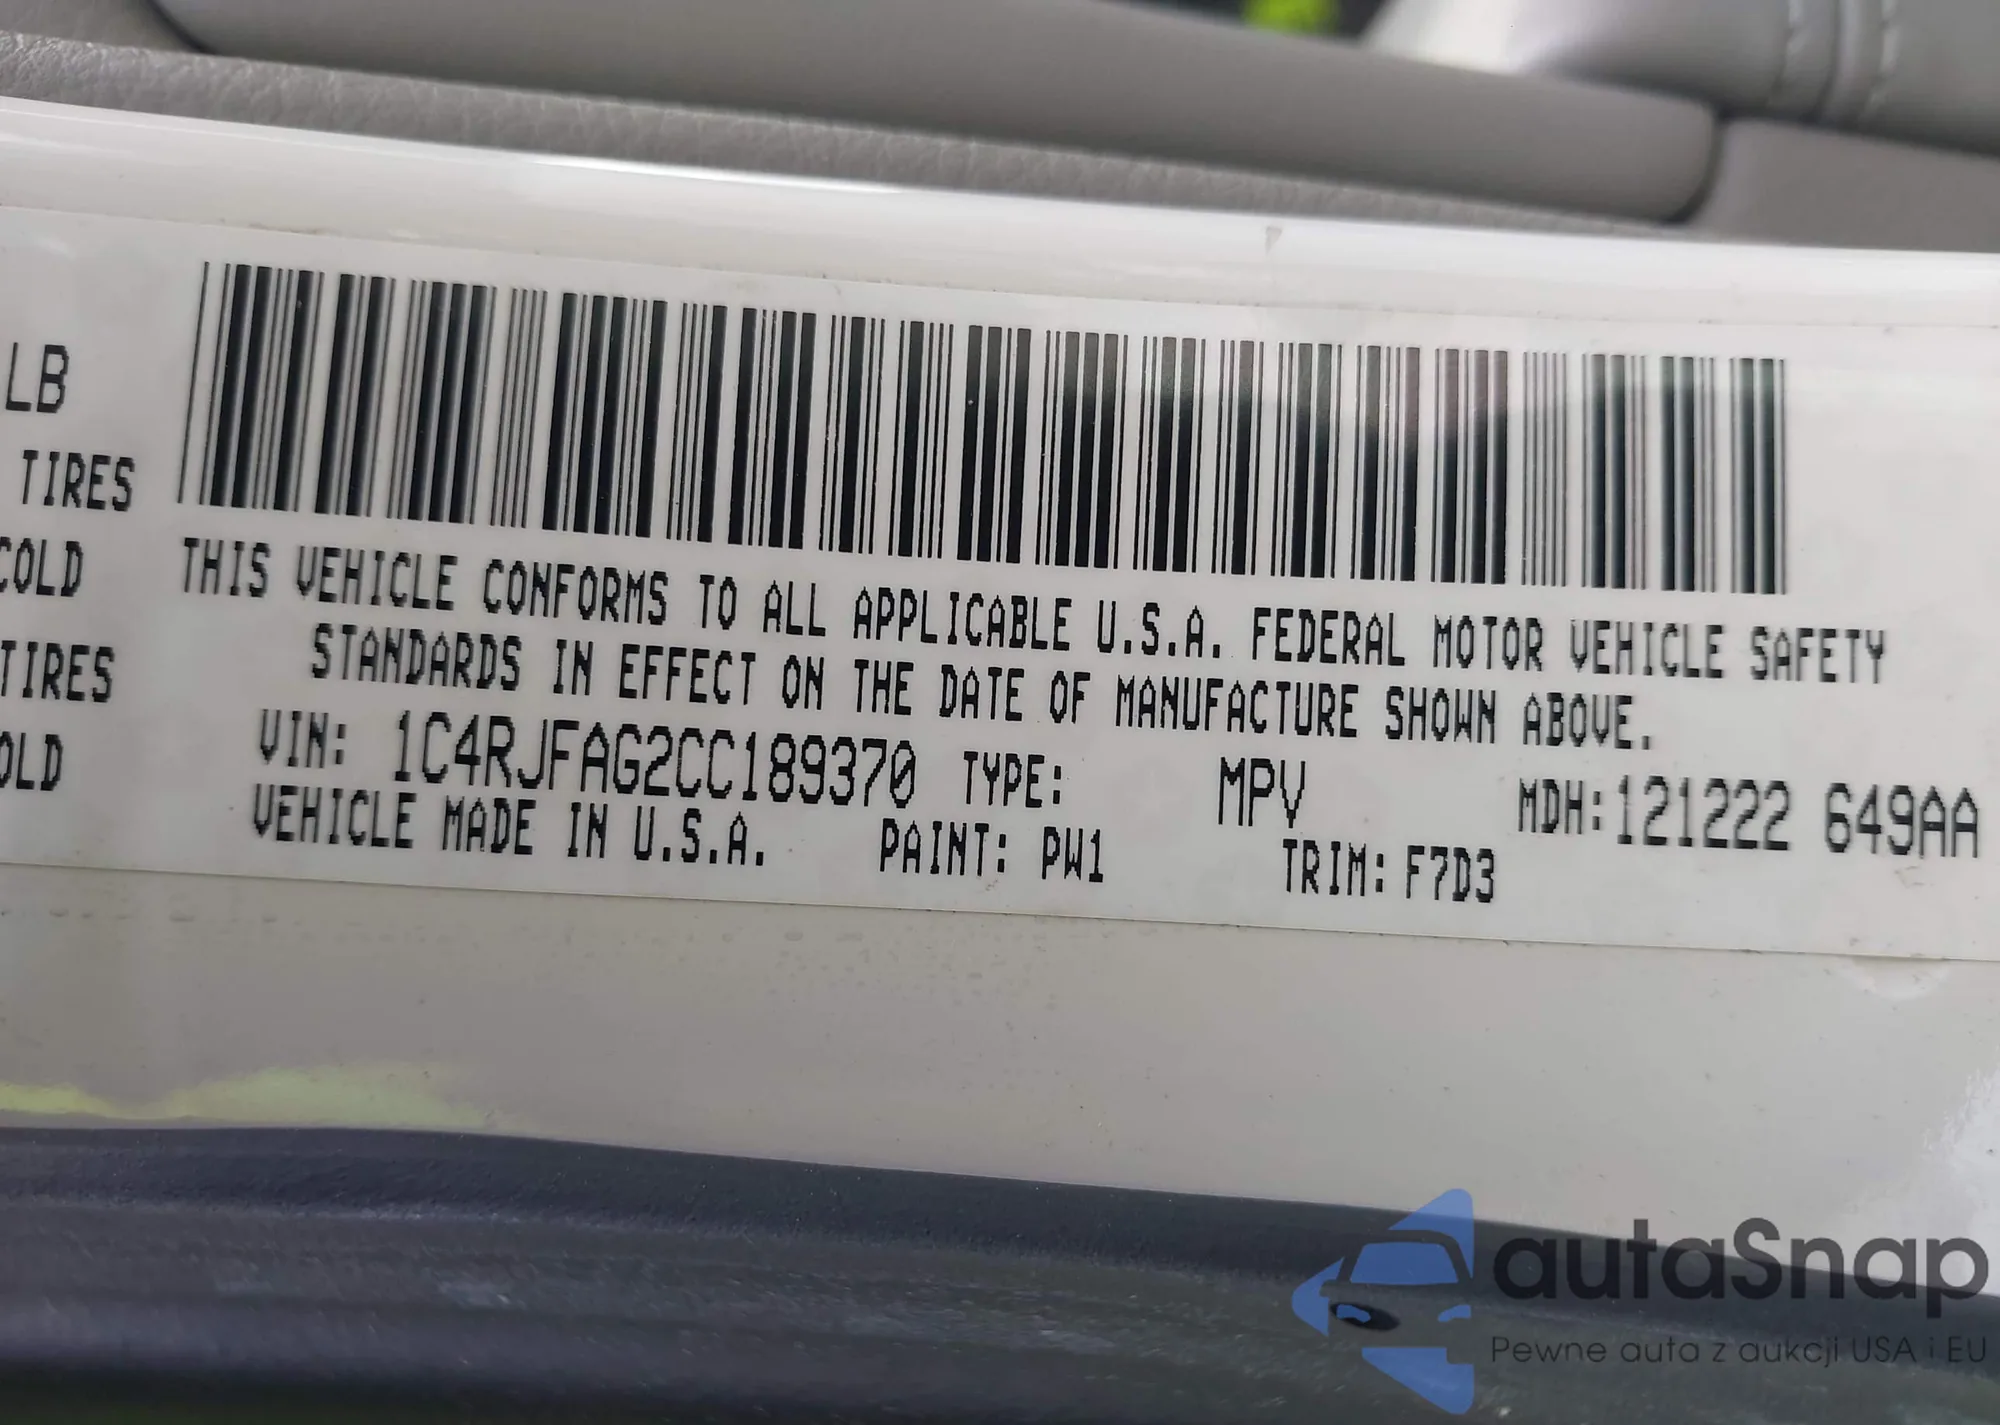 LB
TIRES
COLD
TIRES
OLD
THIS VEHICLE CONFORMS TO ALL APPLICABLE U.S.A. FEDERAL MOTOR VEHICLE SAFETY
STANDARDS IN EFFECT ON THE DATE OF MANUFACTURE SHOWN ABOVE.
VIN: 1C4RJFAG2CC189370 TYPE: MPV MDH:121222 649AA
VEHICLE MADE IN U.S.A. PAINT: PW1 TRIM: F7D3
autaSnap
Pewne auta z aukcji USA i EU